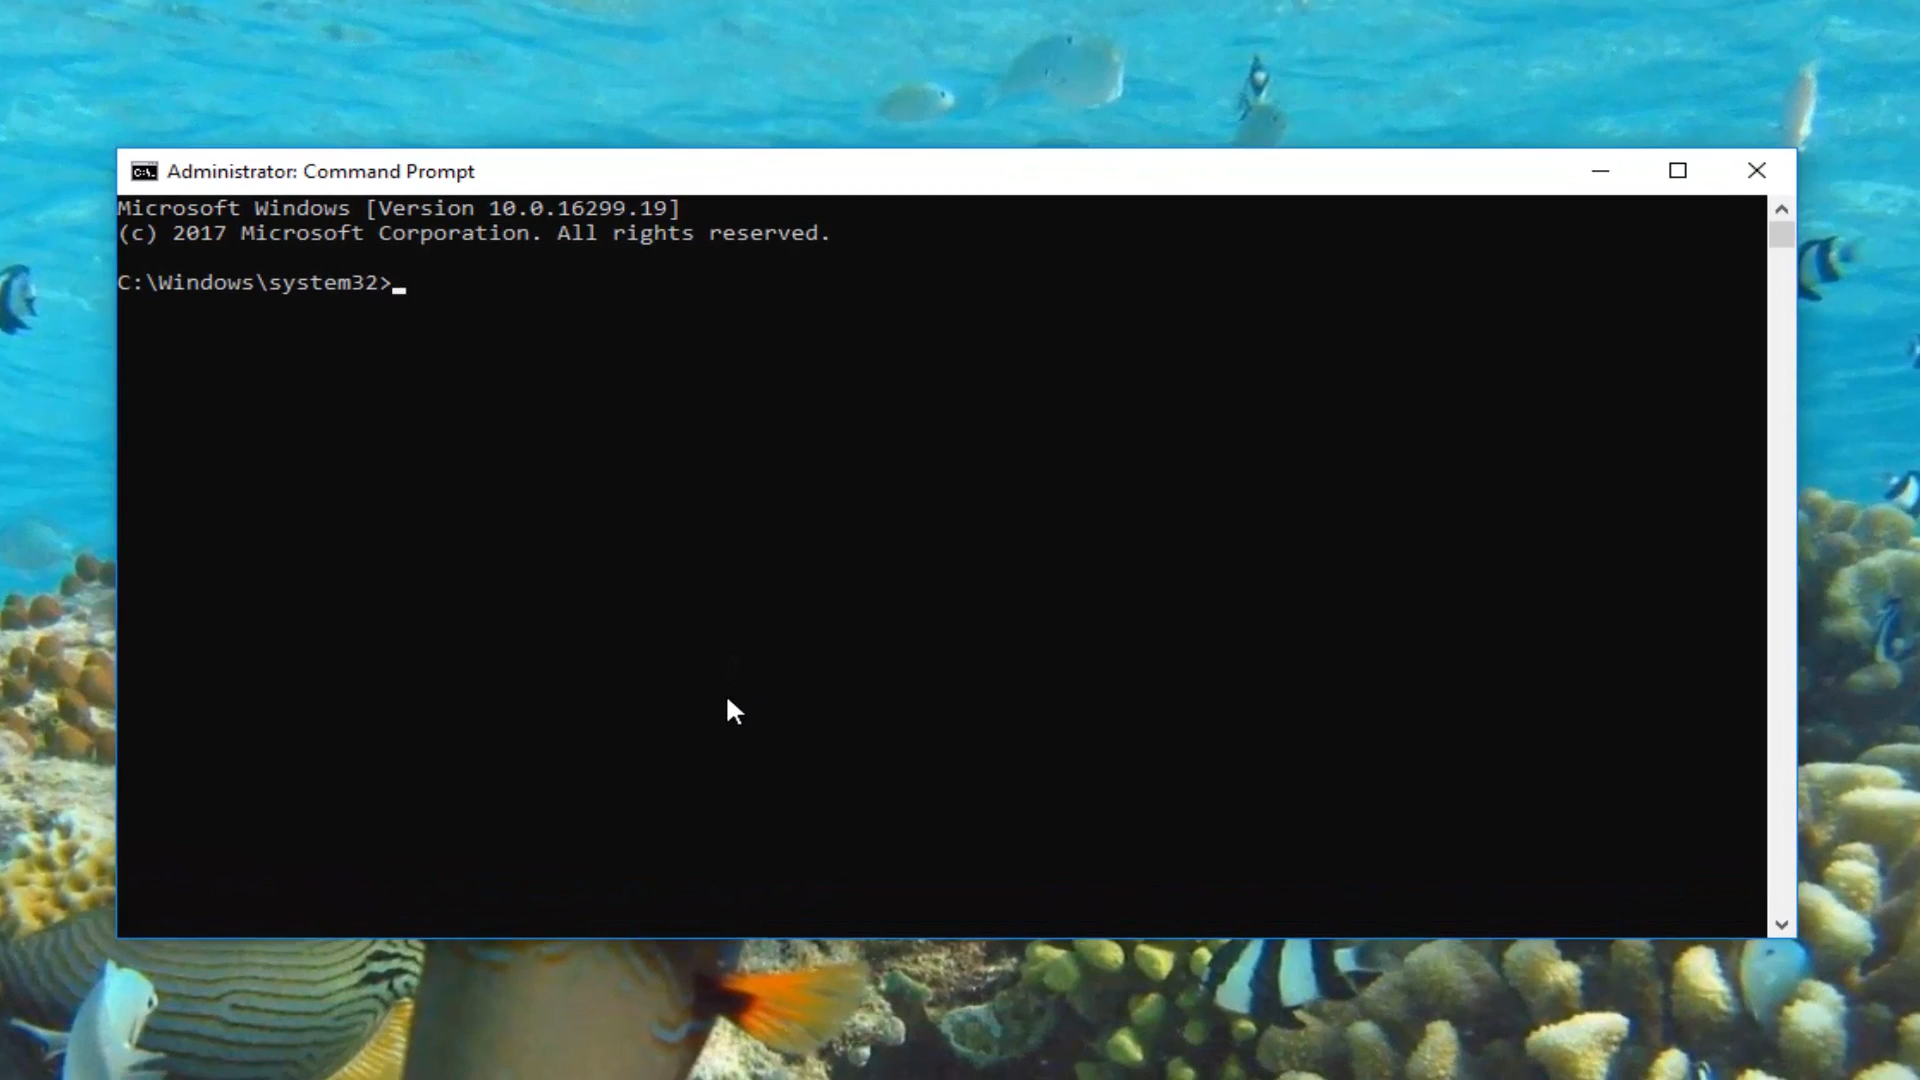 Administrator: Command Prompt
Microsoft Windows [Version 10.0.16299.19]
(c) 2017 Microsoft Corporation. All rights reserved.
C:\Windows\system32>